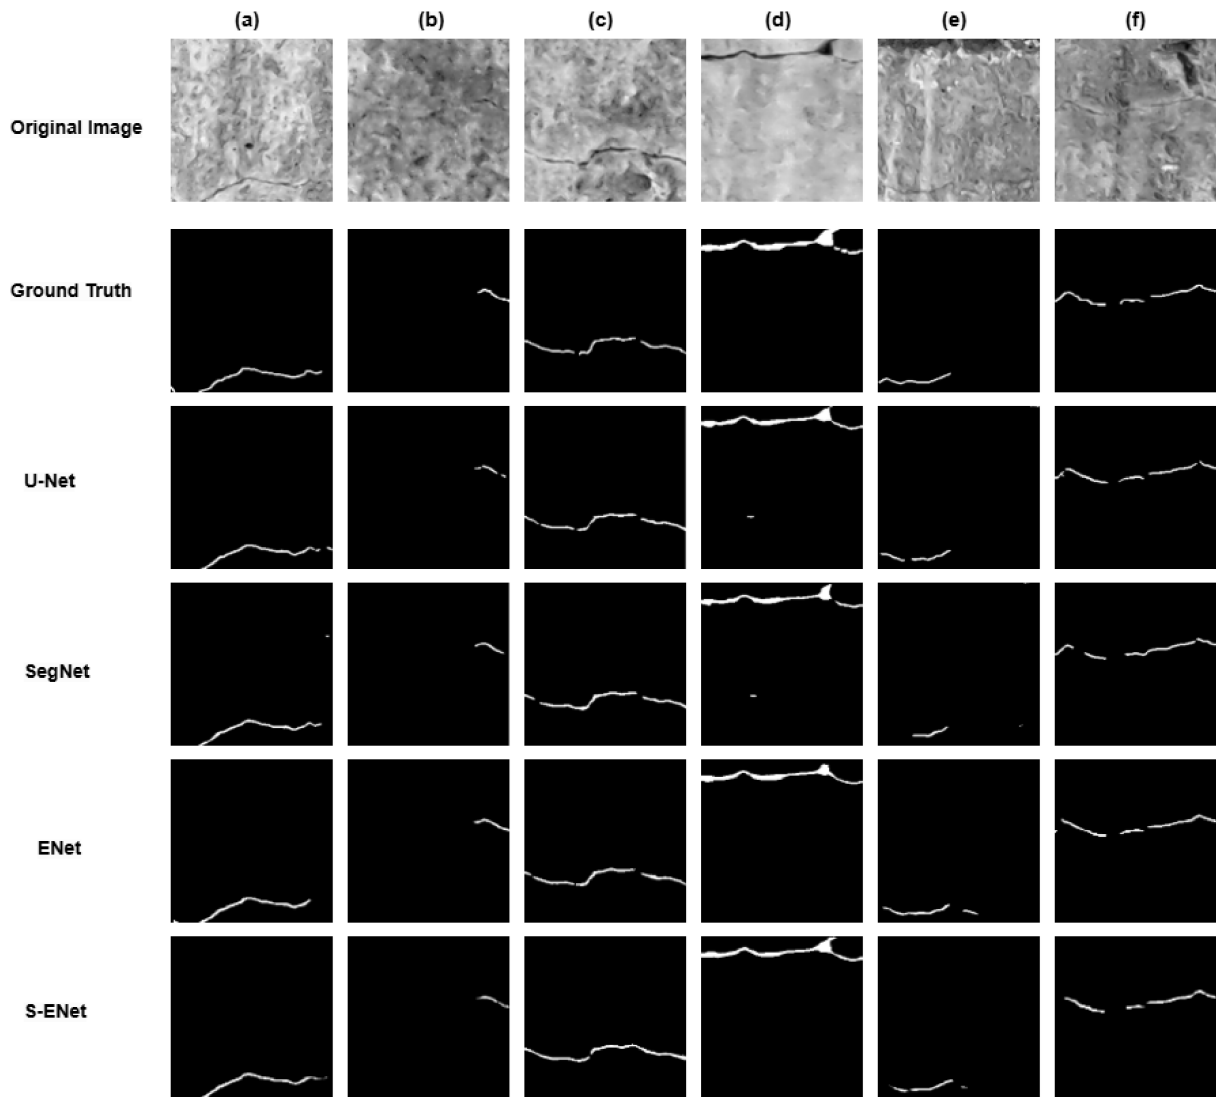 (a) (b) (c) (d) (e) (f)
Original Image
Ground Truth
U-Net
SegNet
ENet
S-ENet